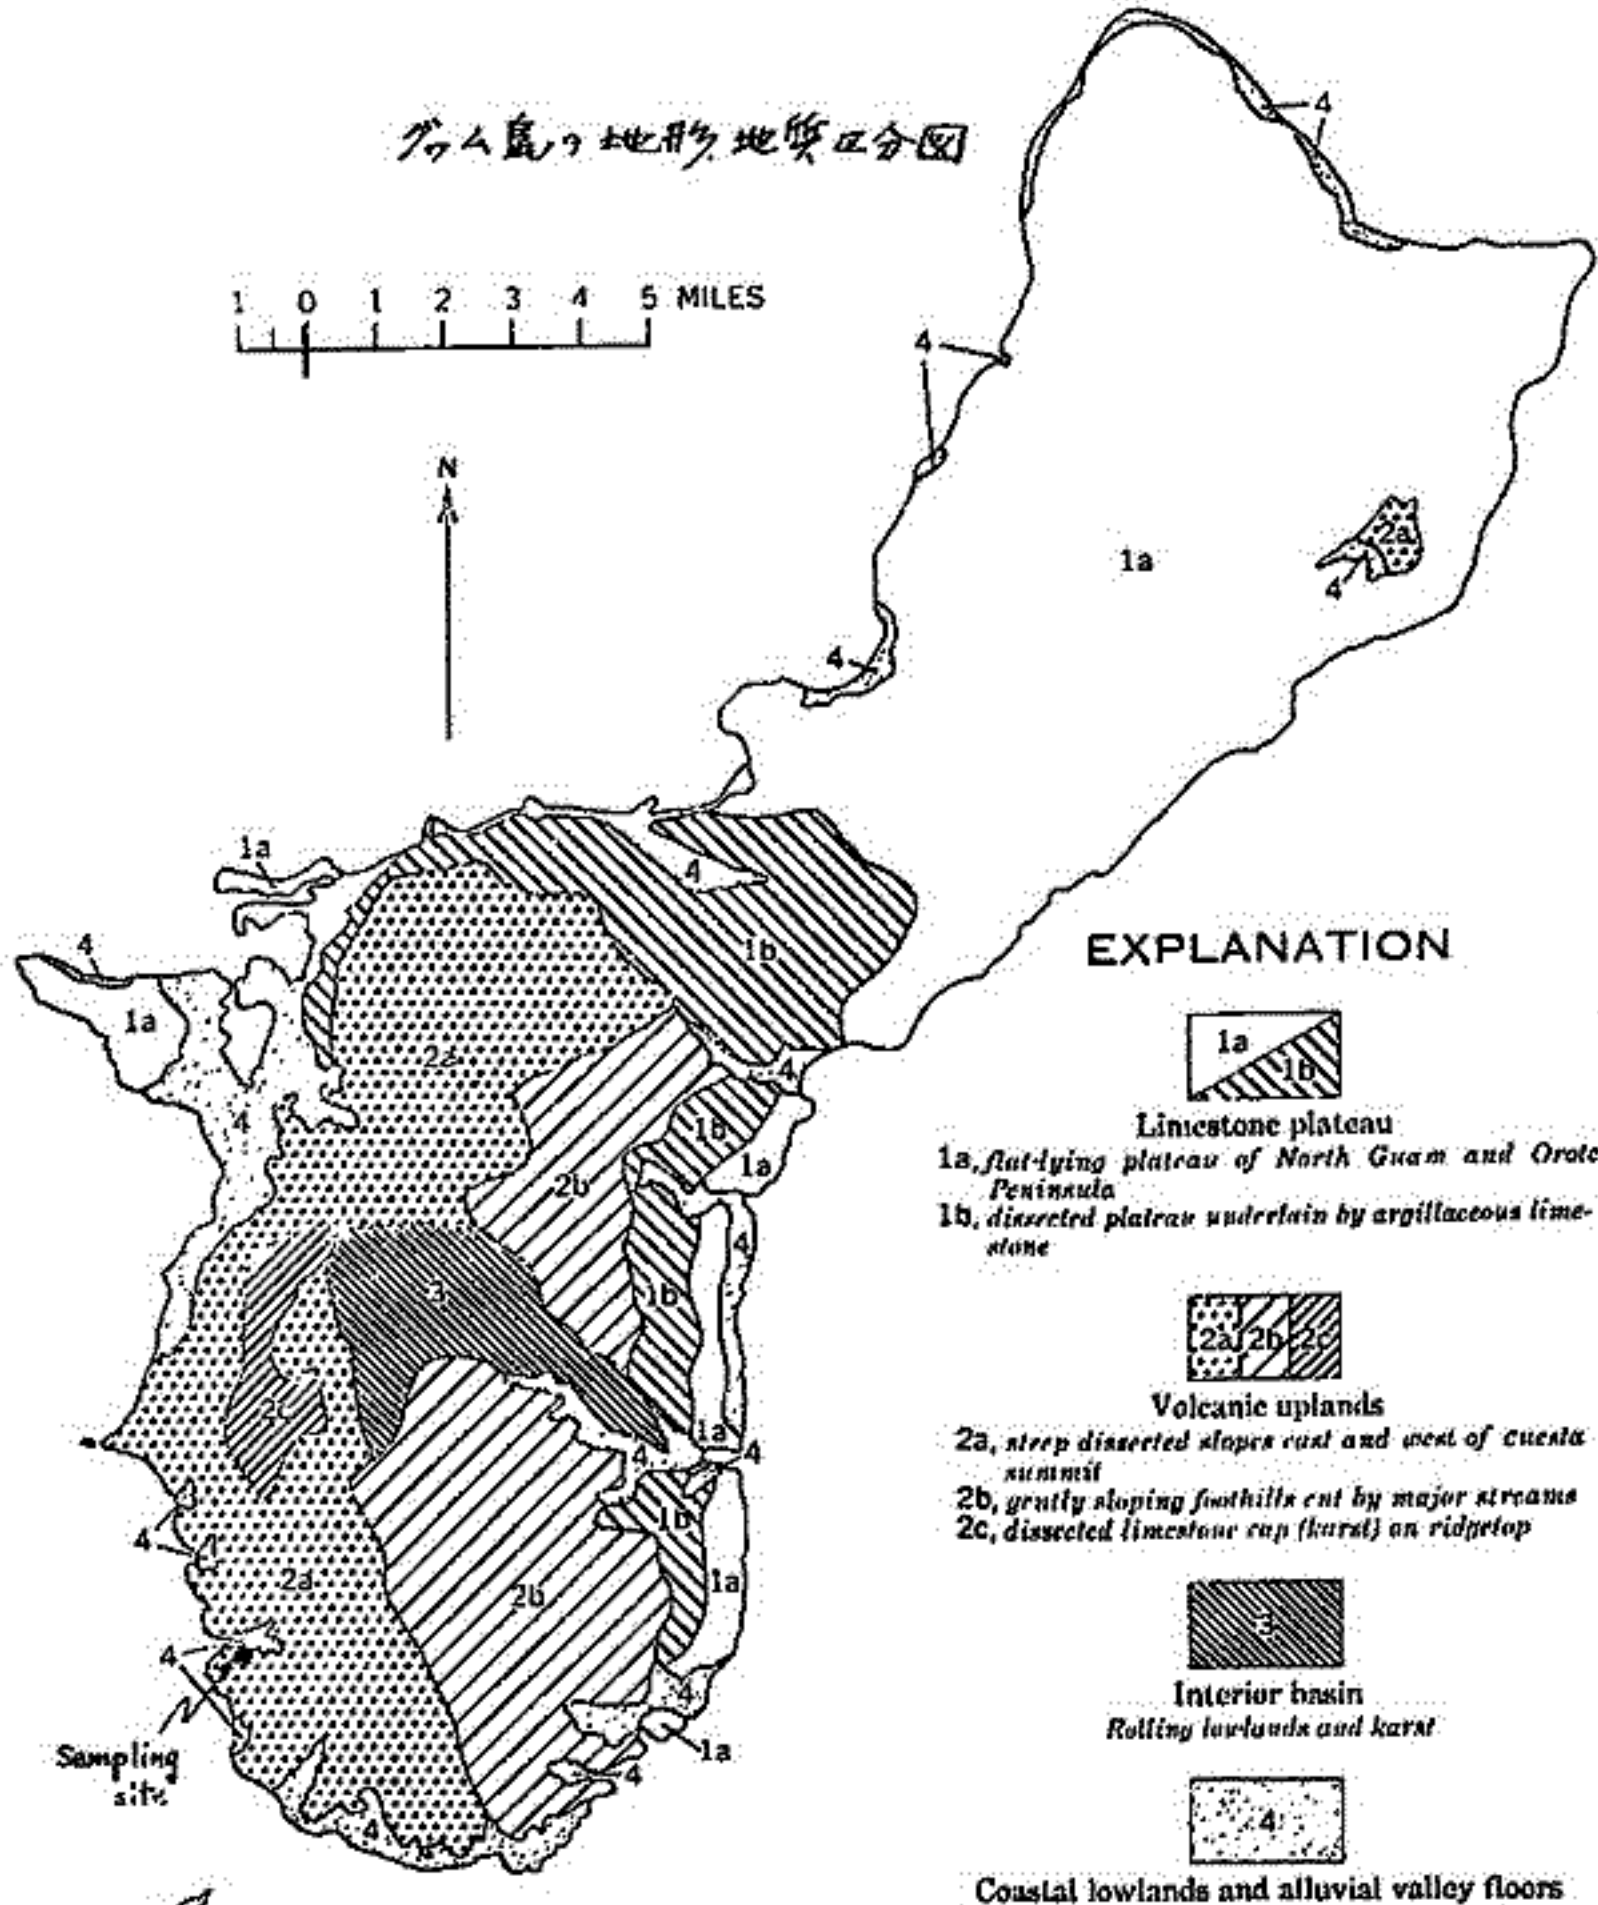 グヮム島の地形,地質区分図
1 0 1 2 3 4 5 MILES
N
4
4
1a
2a
4
4
1a
4
4
1b
1a
2a
4
4
1b
1a
2b
4
3
1b
2c
1a
4
4
4
1b
2a
2b
1a
4
4
Sampling
site
1a
4
4
EXPLANATION
1a
1b
Limestone plateau
1a, flat-lying plateau of North Guam and Orote
Peninsula
1b, dissected plateau underlain by argillaceous lime-
stone
2a 2b 2c
Volcanic uplands
2a, steep dissected slopes east and west of cuesta
summit
2b, gently sloping foothills cut by major streams
2c, dissected limestone cap (karst) on ridgetop
3
Interior basin
Rolling lowlands and karst
4
Coastal lowlands and alluvial valley floors